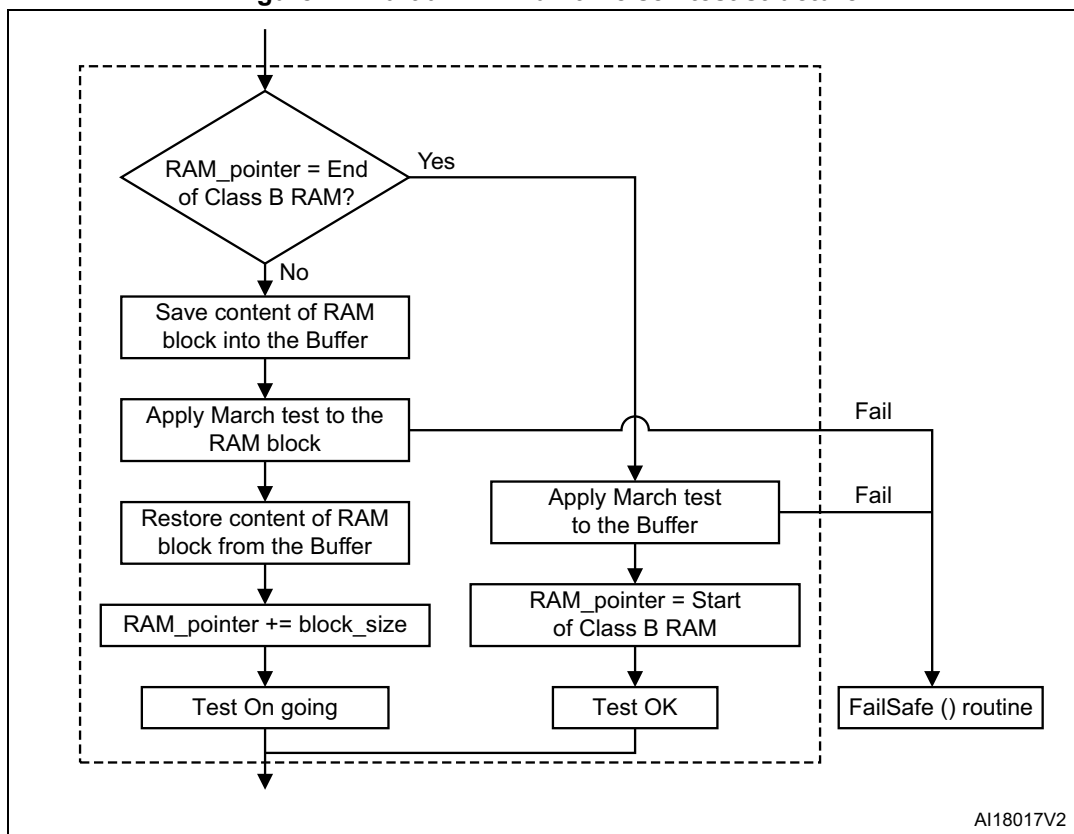 RAM_pointer = End
of Class B RAM?
Yes
No
Save content of RAM
block into the Buffer
Apply March test to the
RAM block
Fail
Restore content of RAM
block from the Buffer
Apply March test
to the Buffer
Fail
RAM_pointer += block_size
RAM_pointer = Start
of Class B RAM
Test On going
Test OK
FailSafe () routine
AI18017V2